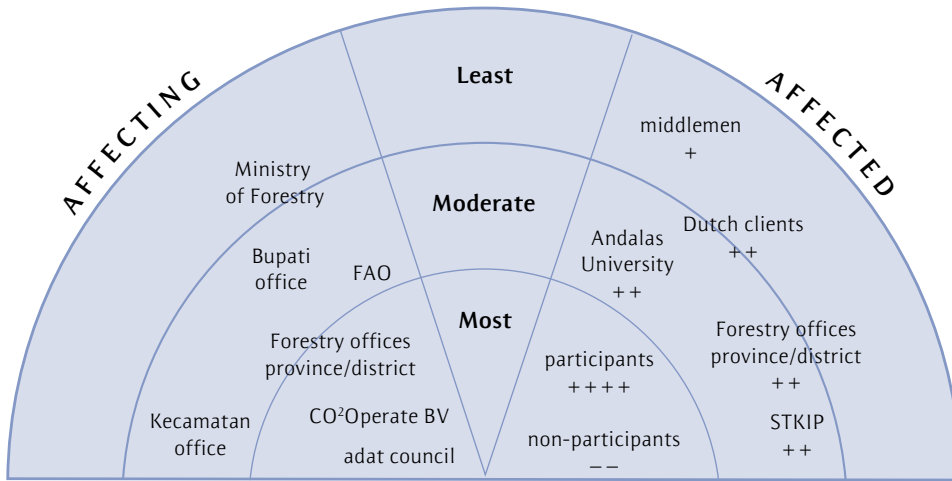 AFFECTING
AFFECTED
Least
Moderate
Most
Ministry
of Forestry
Bupati
office
FAO
Forestry offices
province/district
Kecamatan
office
CO²Operate BV
adat council
middlemen
+
Dutch clients
++
Andalas
University
++
Forestry offices
province/district
++
participants
++++
STKIP
++
non-participants
−−